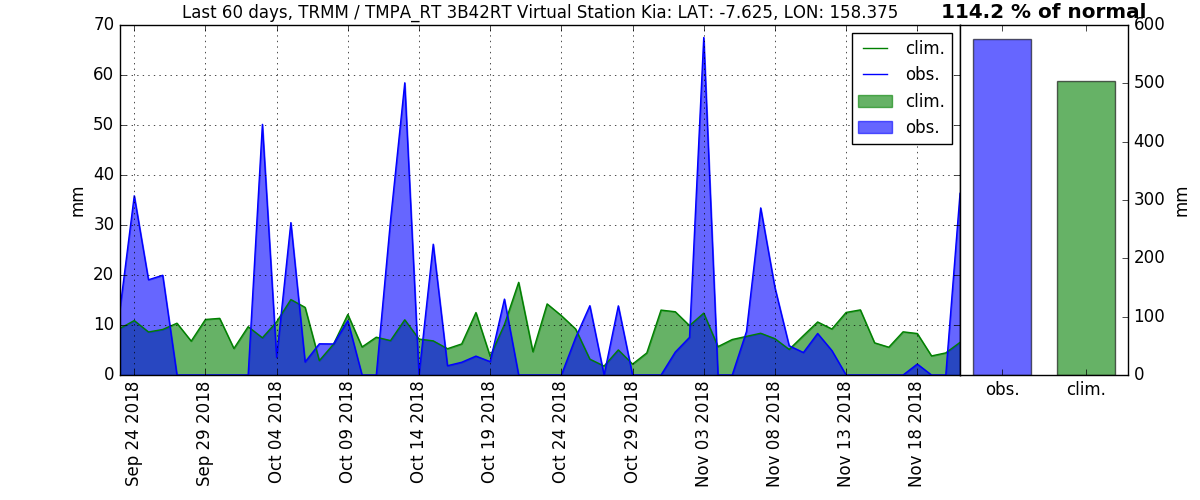 Last 60 days, TRMM / TMPA_RT 3B42RT Virtual Station Kia: LAT: -7.625, LON: 158.375
114.2 % of normal
70
60
50
40
30
20
10
0
mm
clim.
obs.
clim.
obs.
600
500
400
300
200
100
0
mm
obs.
clim.
Sep 24 2018
Sep 29 2018
Oct 04 2018
Oct 09 2018
Oct 14 2018
Oct 19 2018
Oct 24 2018
Oct 29 2018
Nov 03 2018
Nov 08 2018
Nov 13 2018
Nov 18 2018